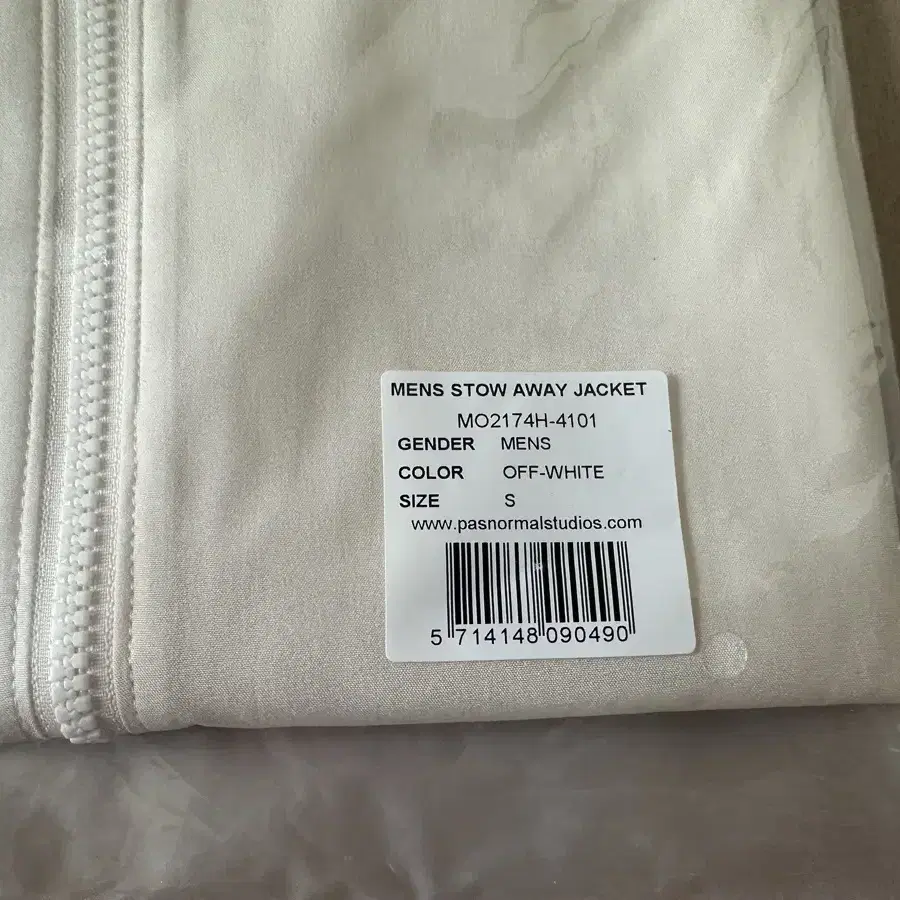 MENS STOW AWAY JACKET
MO2174H-4101
GENDER MENS
COLOR OFF-WHITE
SIZE S
www.pasnormalstudios.com
5 714148 090490